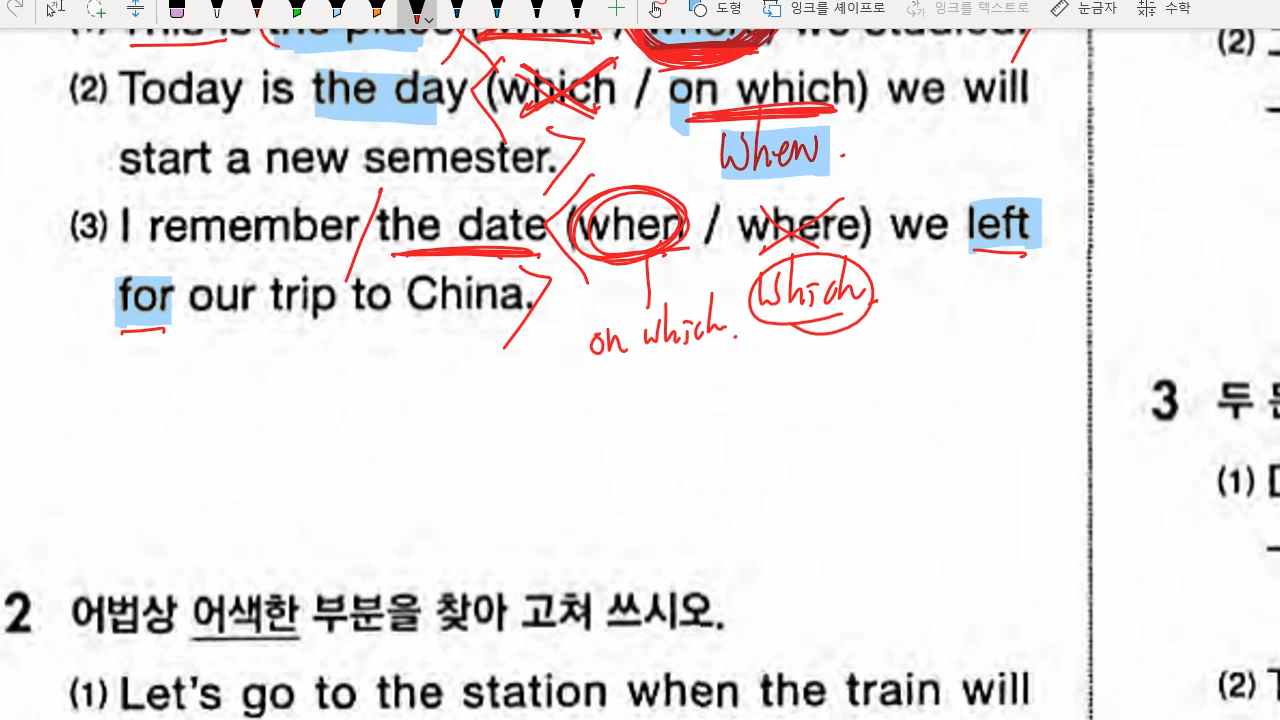 도형 잉크를 셰이프로 잉크를 텍스트로 눈금자 수학
we studied.
(2) Today is the day (which / on which) we will
When.
start a new semester.
(3) I remember the date (when / where) we left
for our trip to China.
which
on which.
2 어법상 어색한 부분을 찾아 고쳐 쓰시오.
(1) Let's go to the station when the train will
(2)
3 두
(1)
(2)